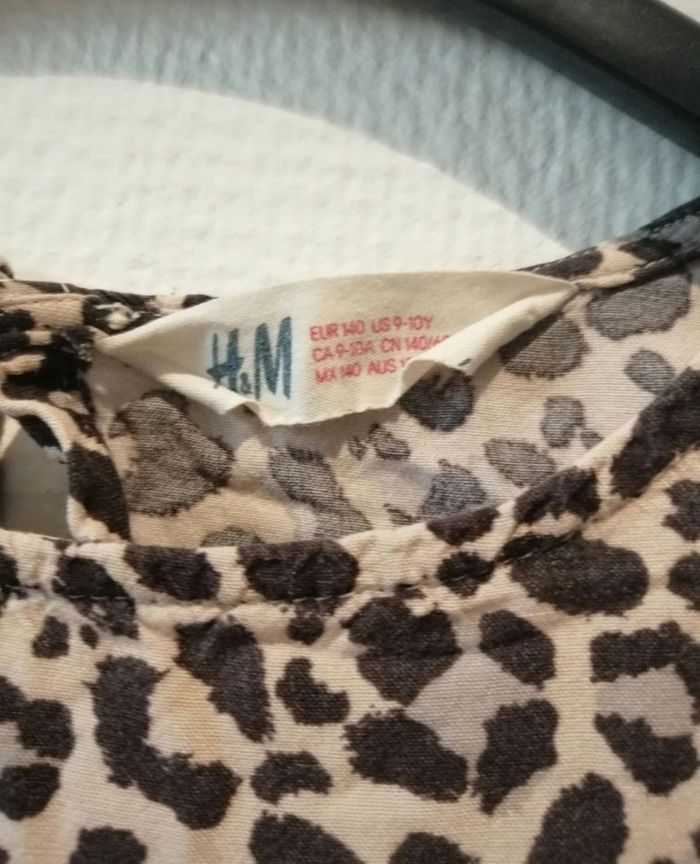 H&M
EUR 140 US 9-10Y
CA 9-10A CN 140/
MX 140 AUS